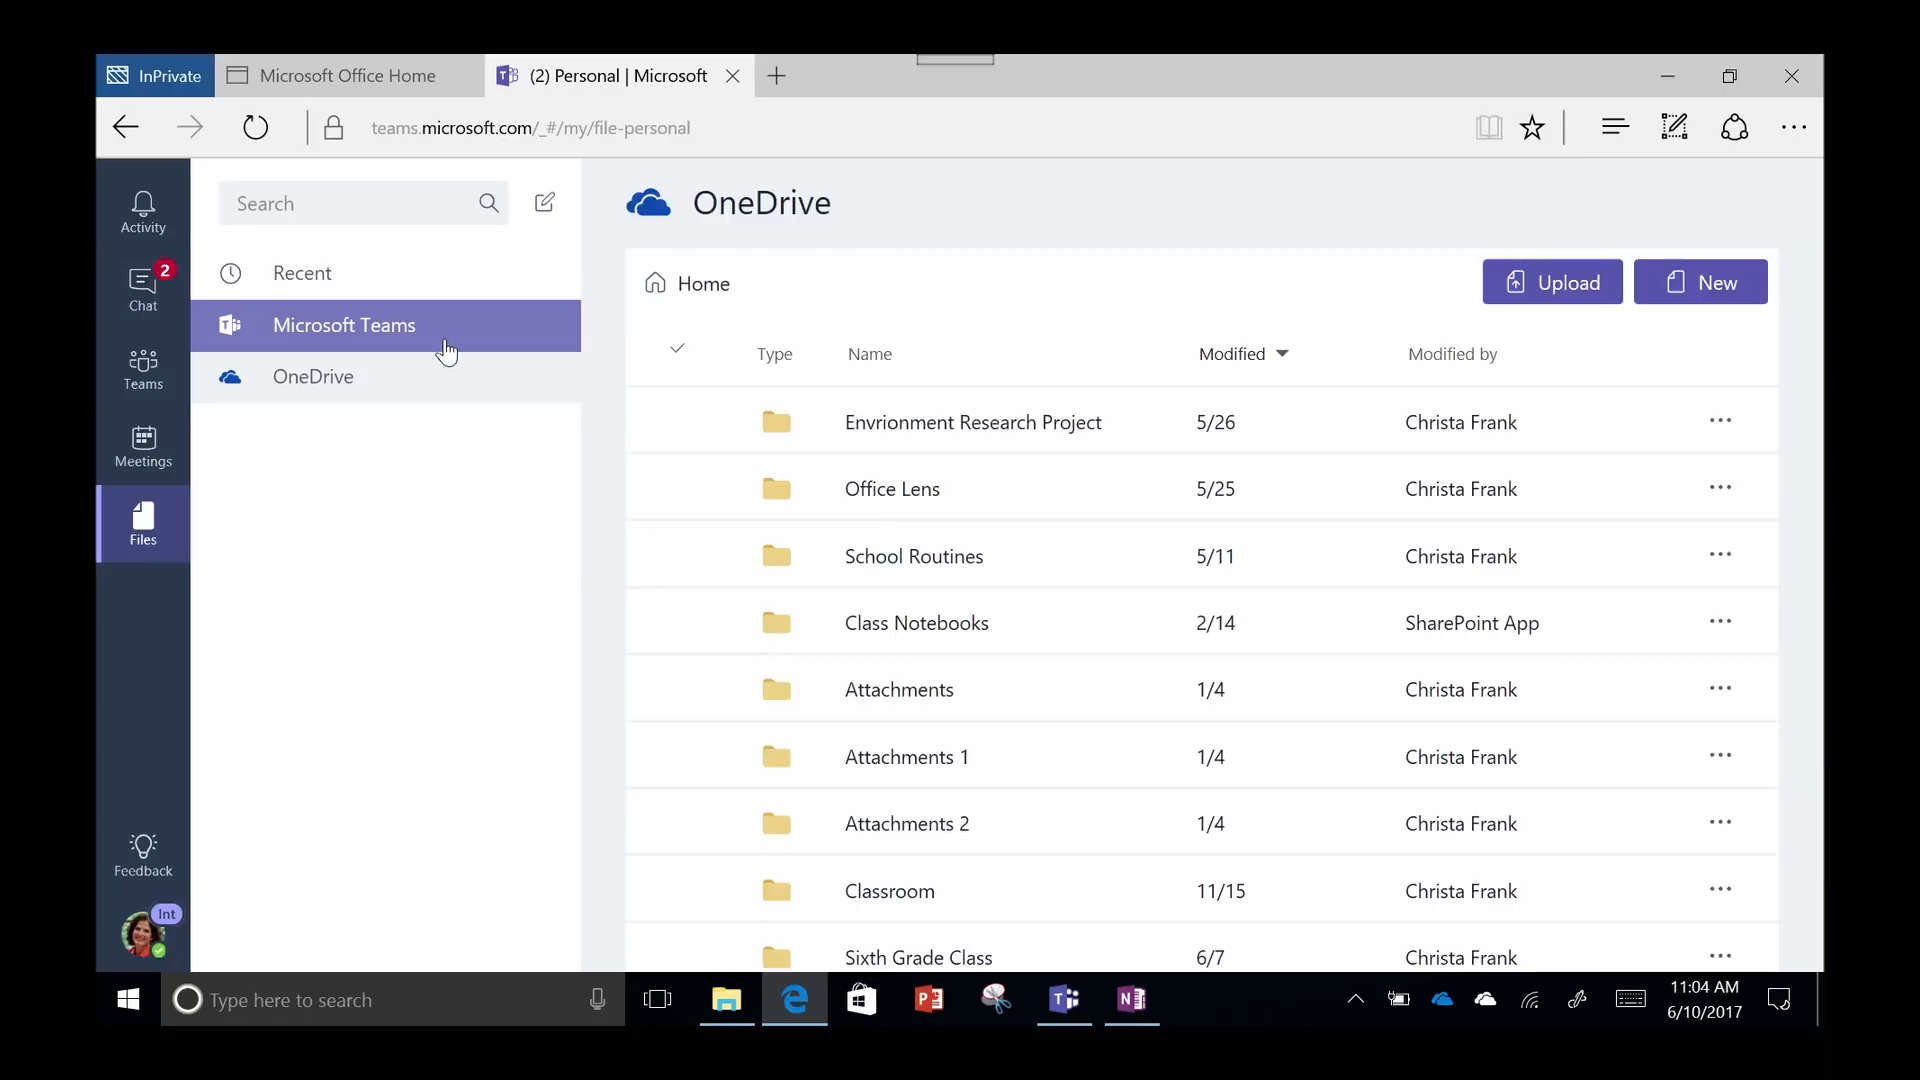 InPrivate
Microsoft Office Home
(2) Personal | Microsoft
teams.microsoft.com/_#/my/file-personal
Activity
2
Chat
Teams
Meetings
Files
Feedback
Int
Search
Recent
Microsoft Teams
OneDrive
OneDrive
Home
Upload
New
Type Name Modified Modified by
Envrionment Research Project 5/26 Christa Frank
Office Lens 5/25 Christa Frank
School Routines 5/11 Christa Frank
Class Notebooks 2/14 SharePoint App
Attachments 1/4 Christa Frank
Attachments 1 1/4 Christa Frank
Attachments 2 1/4 Christa Frank
Classroom 11/15 Christa Frank
Sixth Grade Class 6/7 Christa Frank
Type here to search
11:04 AM
6/10/2017